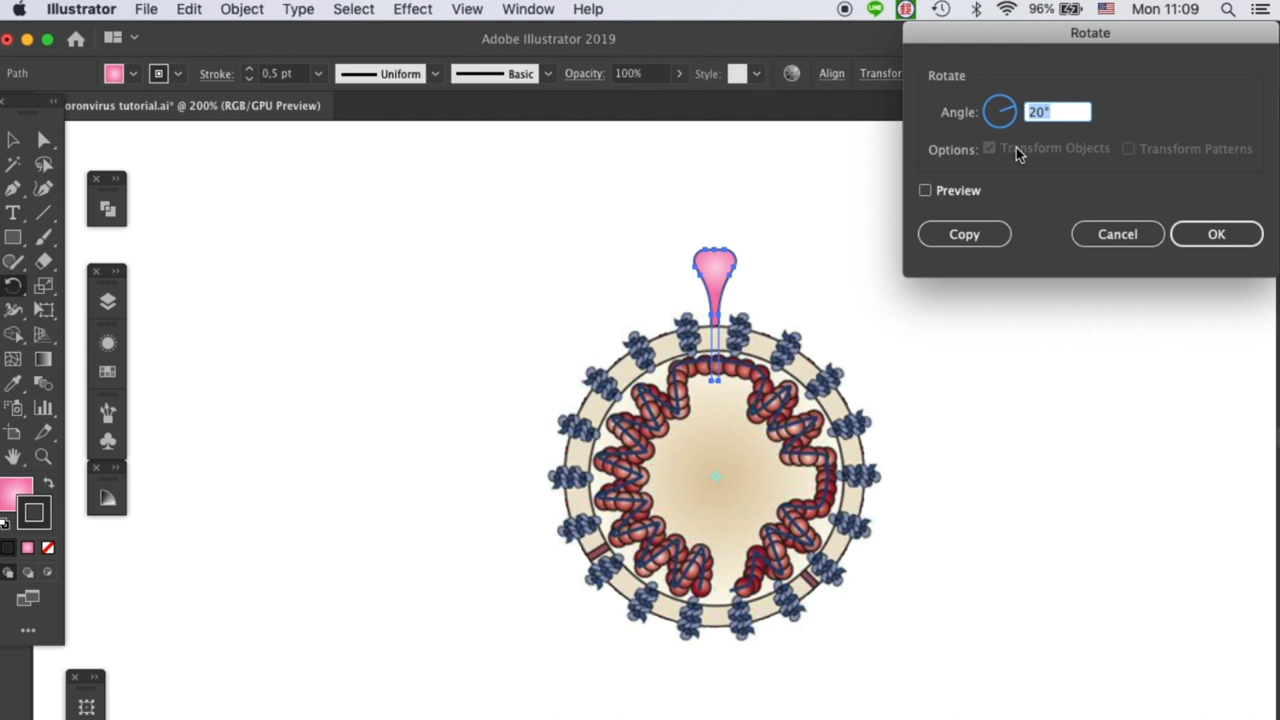 Illustrator File Edit Object Type Select Effect View Window Help 96% Mon 11:09
Adobe Illustrator 2019
Rotate
Path Stroke: 0,5 pt Uniform Basic Opacity: 100% Style: Align Transfor
oronvirus tutorial.ai* @ 200% (RGB/GPU Preview)
Rotate
Angle: 20°
Options: Transform Objects Transform Patterns
Preview
Copy Cancel OK